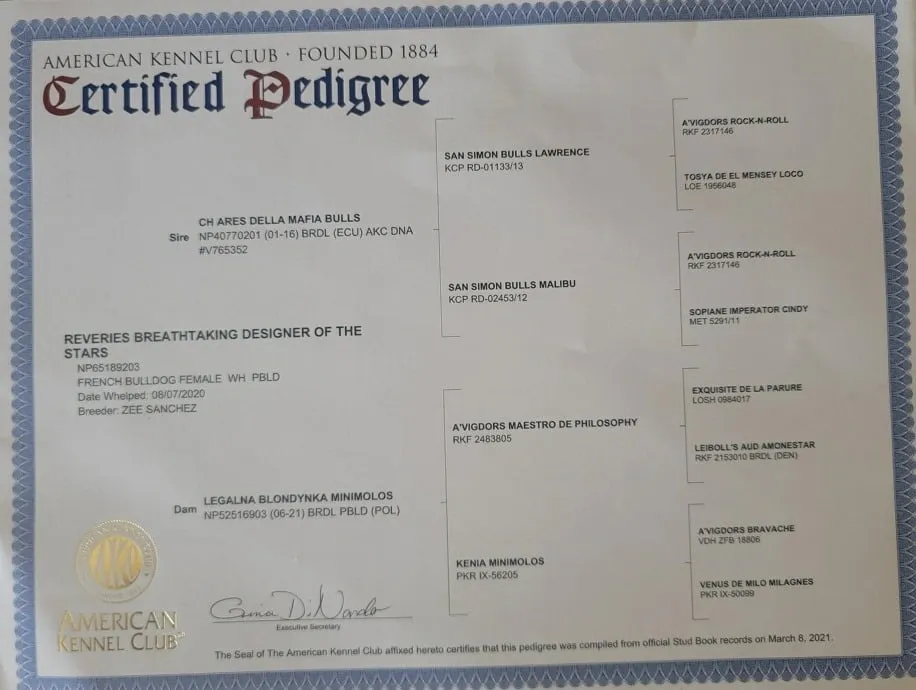 AMERICAN KENNEL CLUB · FOUNDED 1884
Certified Pedigree
A'VIGDORS ROCK-N-ROLL
RKF 2317146
SAN SIMON BULLS LAWRENCE
KCP RD-01133/13
TOSYA DE EL MENSEY LOCO
LOE 1956048
CH ARES DELLA MAFIA BULLS
Sire NP40770201 (01-16) BRDL (ECU) AKC DNA
#V765352
A'VIGDORS ROCK-N-ROLL
RKF 2317146
SAN SIMON BULLS MALIBU
KCP RD-02453/12
SOPIANE IMPERATOR CINDY
MET 5291/11
REVERIES BREATHTAKING DESIGNER OF THE
STARS
NP65189203
FRENCH BULLDOG FEMALE WH PBLD
Date Whelped: 08/07/2020
Breeder: ZEE SANCHEZ
EXQUISITE DE LA PARURE
LOSH 0984017
A'VIGDORS MAESTRO DE PHILOSOPHY
RKF 2483805
LEIBOLL'S AUD AMONESTAR
RKF 2153010 BRDL (DEN)
LEGALNA BLONDYNKA MINIMOLOS
Dam NP52516903 (06-21) BRDL PBLD (POL)
A'VIGDORS BRAVACHE
VDH ZFB 18806
KENIA MINIMOLOS
PKR IX-56205
VENUS DE MILO MILAGNES
PKR IX-50099
AKC
AMERICAN
KENNEL CLUB
Gina DiNardo
Executive Secretary
The Seal of The American Kennel Club affixed hereto certifies that this pedigree was compiled from official Stud Book records on March 8, 2021.